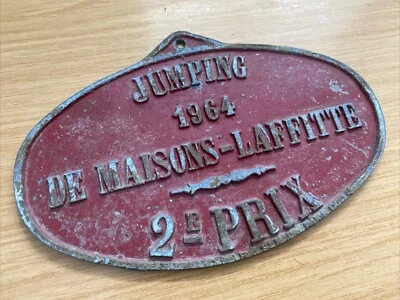 JUMPING
1964
DE MAISONS-LAFFITTE
2E PRIX